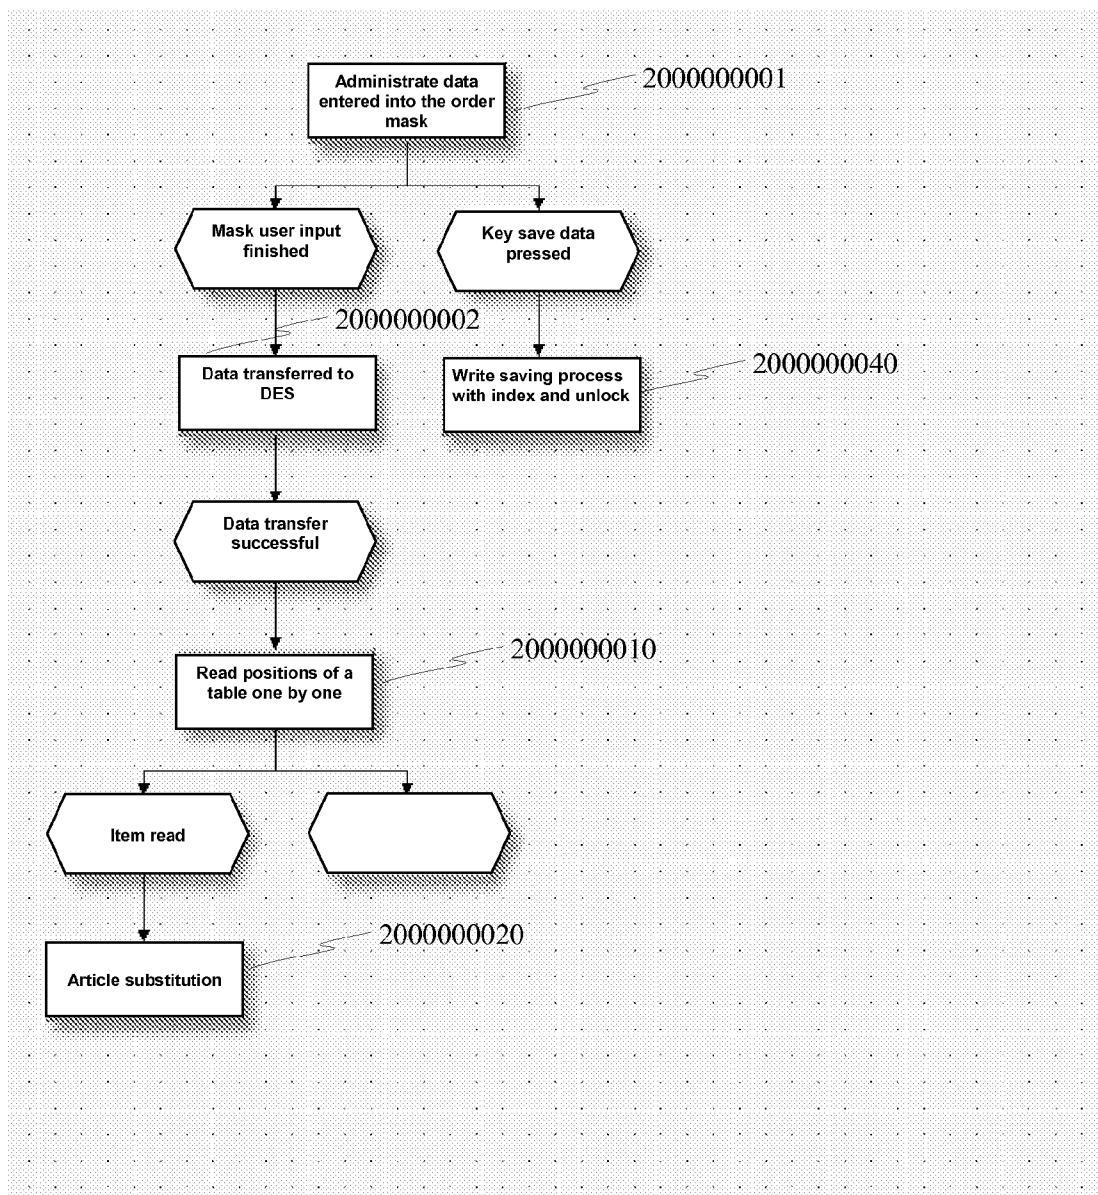 Administrate data
entered into the order
mask
2000000001
Mask user input
finished
Key save data
pressed
2000000002
Data transferred to
DES
Write saving process
with index and unlock
2000000040
Data transfer
successful
2000000010
Read positions of a
table one by one
Item read
2000000020
Article substitution